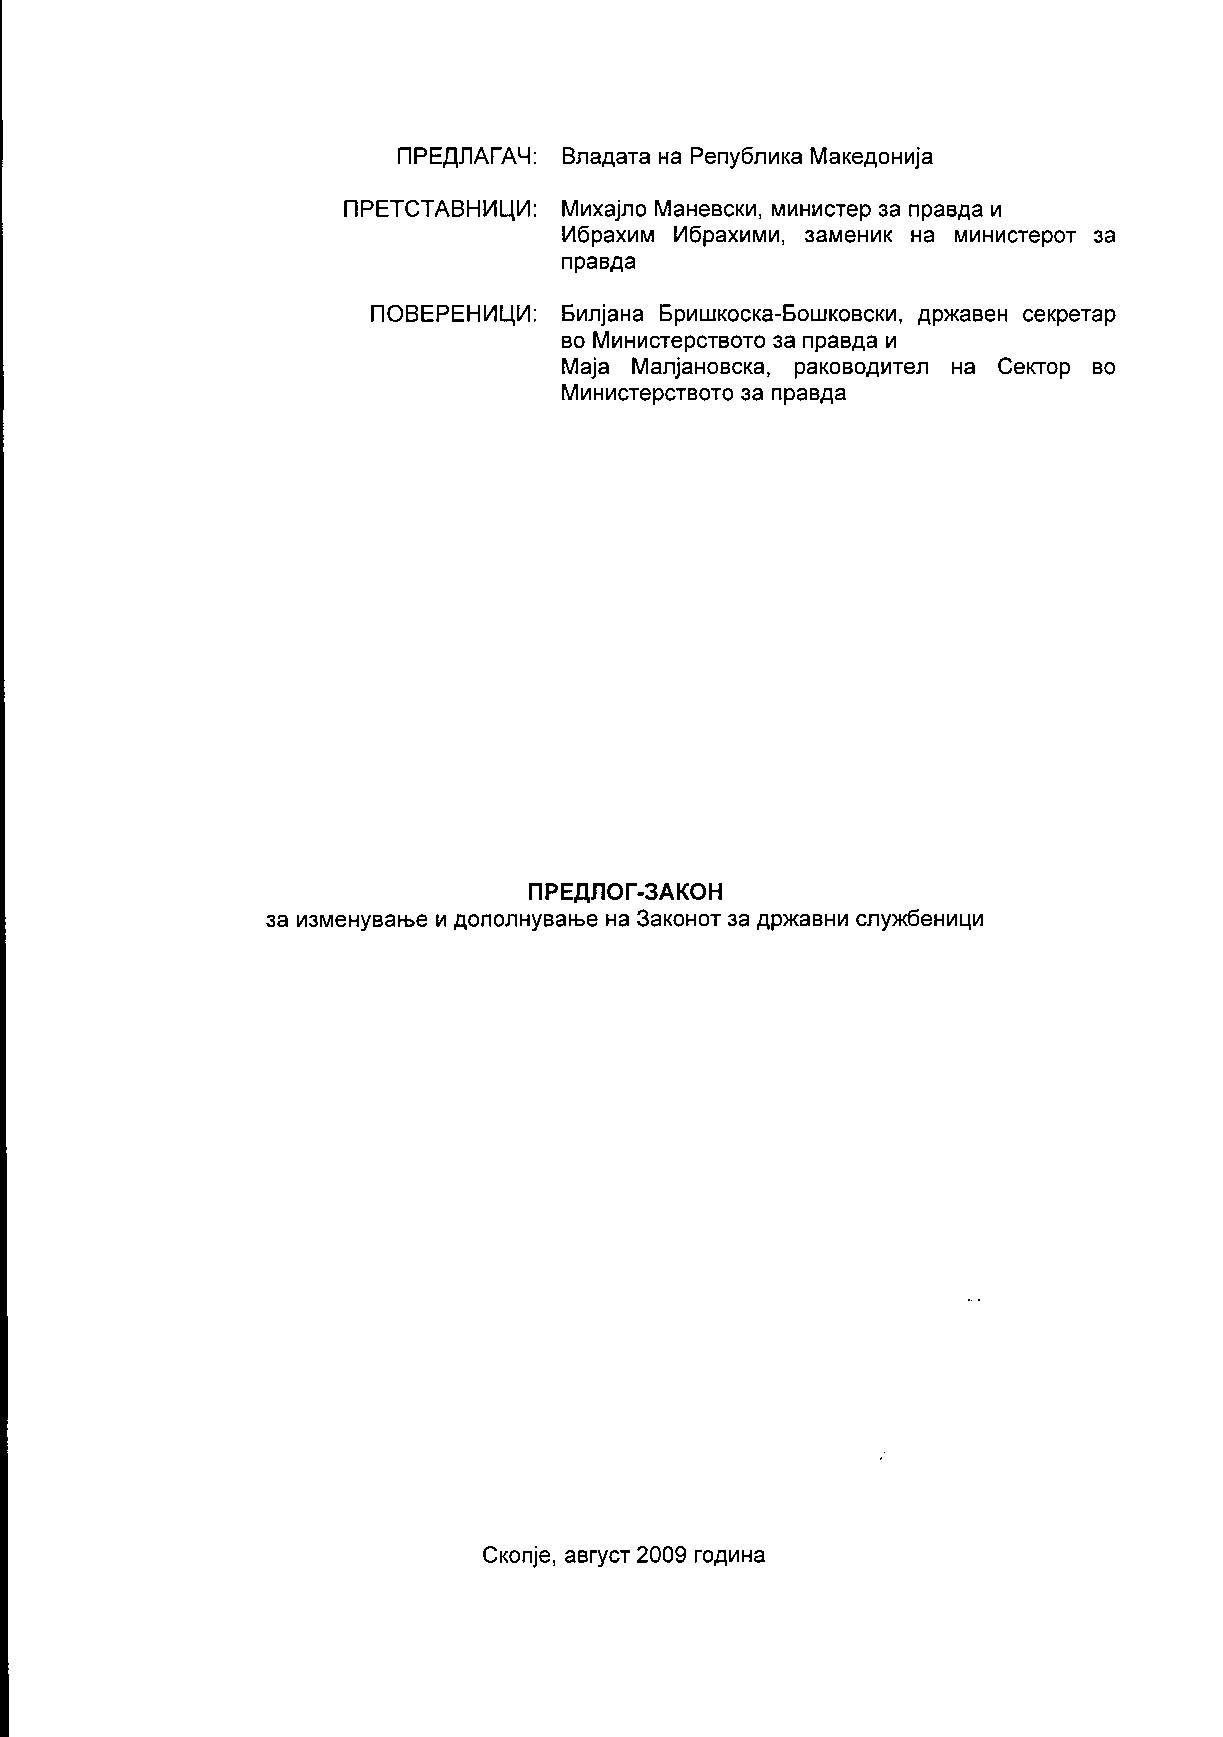 ПРЕДЛАГАЧ: Владата на Република Македонија
ПРЕТСТАВНИЦИ: Михајло Маневски, министер за правда и
Ибрахим Ибрахими, заменик на министерот за
правда
ПОВЕРЕНИЦИ: Билјана Бришкоска-Бошковски, државен секретар
во Министерството за правда и
Маја Малјановска, раководител на Сектор во
Министерството за правда
ПРЕДЛОГ-ЗАКОН
за изменување и дополнување на Законот за државни службеници
Скопје, август 2009 година